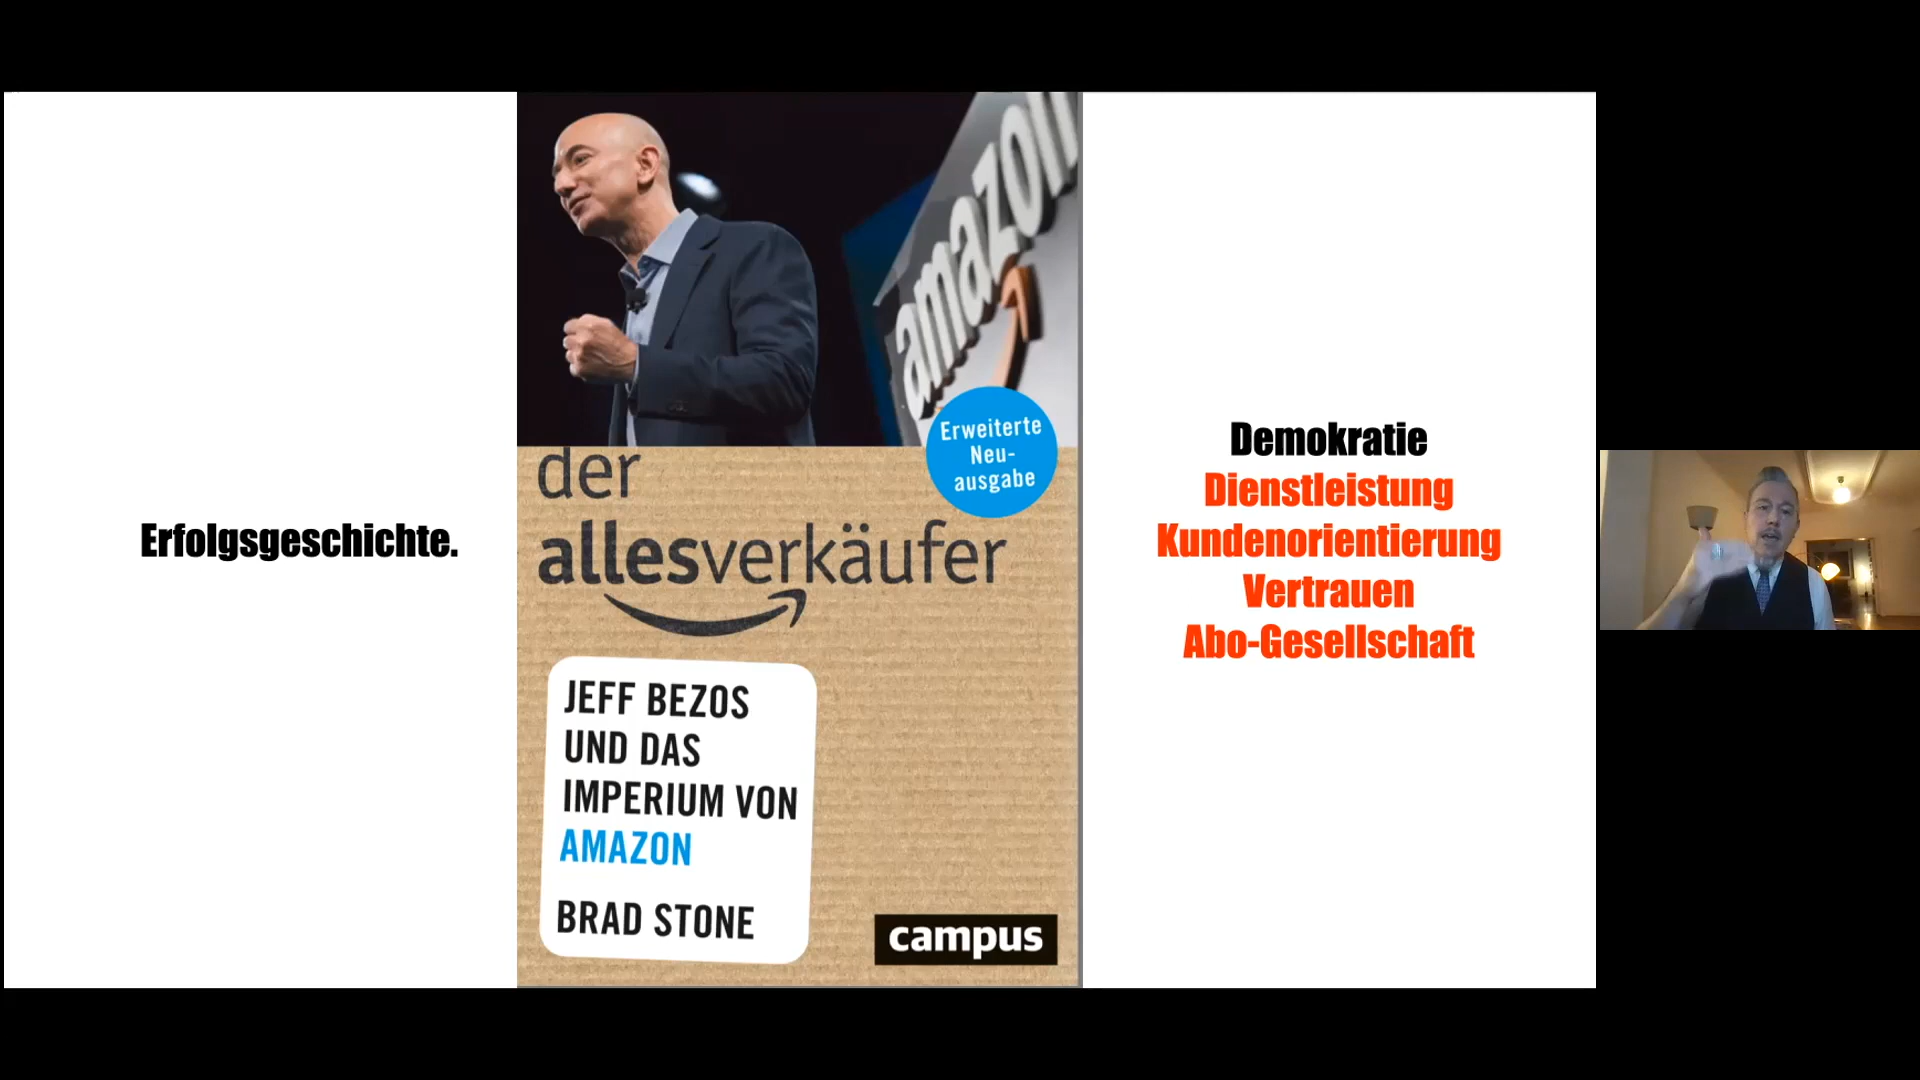 Erfolgsgeschichte.
amazon
Erweiterte
Neu-
ausgabe
der
allesverkäufer
JEFF BEZOS
UND DAS
IMPERIUM VON
AMAZON
BRAD STONE
campus
Demokratie
Dienstleistung
Kundenorientierung
Vertrauen
Abo-Gesellschaft